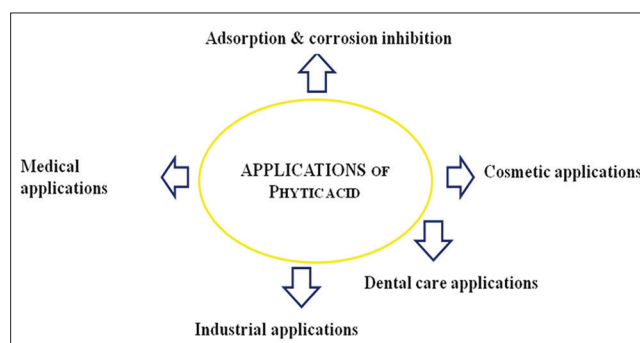 Adsorption & corrosion inhibition
Medical
applications
APPLICATIONS OF
PHYTIC ACID
Cosmetic applications
Dental care applications
Industrial applications